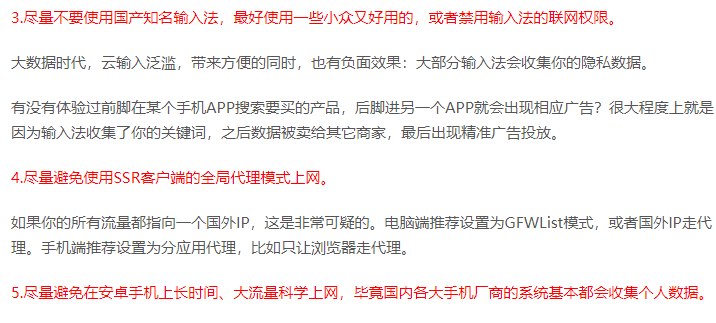 3.尽量不要使用国产知名输入法，最好使用一些小众又好用的，或者禁用输入法的联网权限。
大数据时代，云输入泛滥，带来方便的同时，也有负面效果：大部分输入法会收集你的隐私数据。
有没有体验过前脚在某个手机APP搜索要买的产品，后脚进另一个APP就会出现相应广告？很大程度上就是
因为输入法收集了你的关键词，之后数据被卖给其它商家，最后出现精准广告投放。
4.尽量避免使用SSR客户端的全局代理模式上网。
如果你的所有流量都指向一个国外IP，这是非常可疑的。电脑端推荐设置为GFWList模式，或者国外IP走代
理。手机端推荐设置为分应用代理，比如只让浏览器走代理。
5.尽量避免在安卓手机上长时间、大流量科学上网，毕竟国内各大手机厂商的系统基本都会收集个人数据。